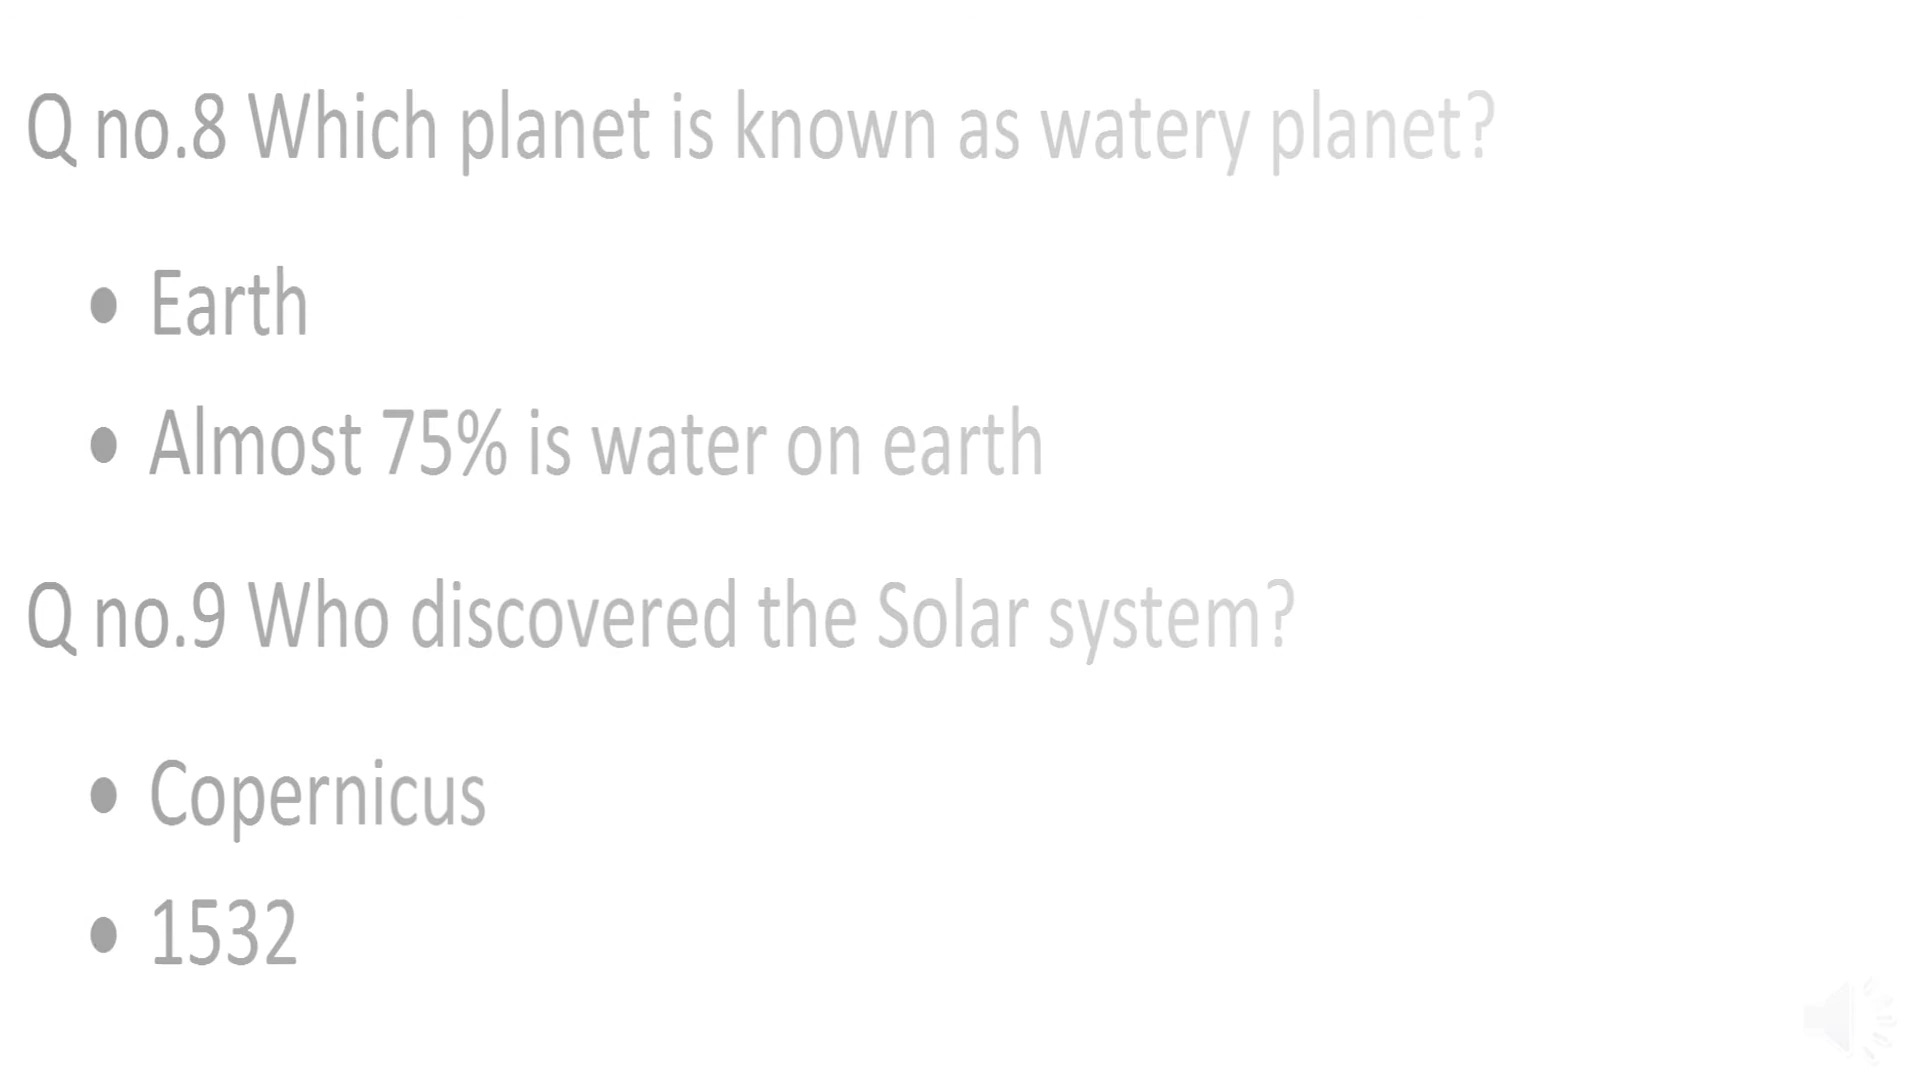 Q no.8 Which planet is known as watery planet?
• Earth
• Almost 75% is water on earth
Q no.9 Who discovered the Solar system?
• Copernicus
• 1532